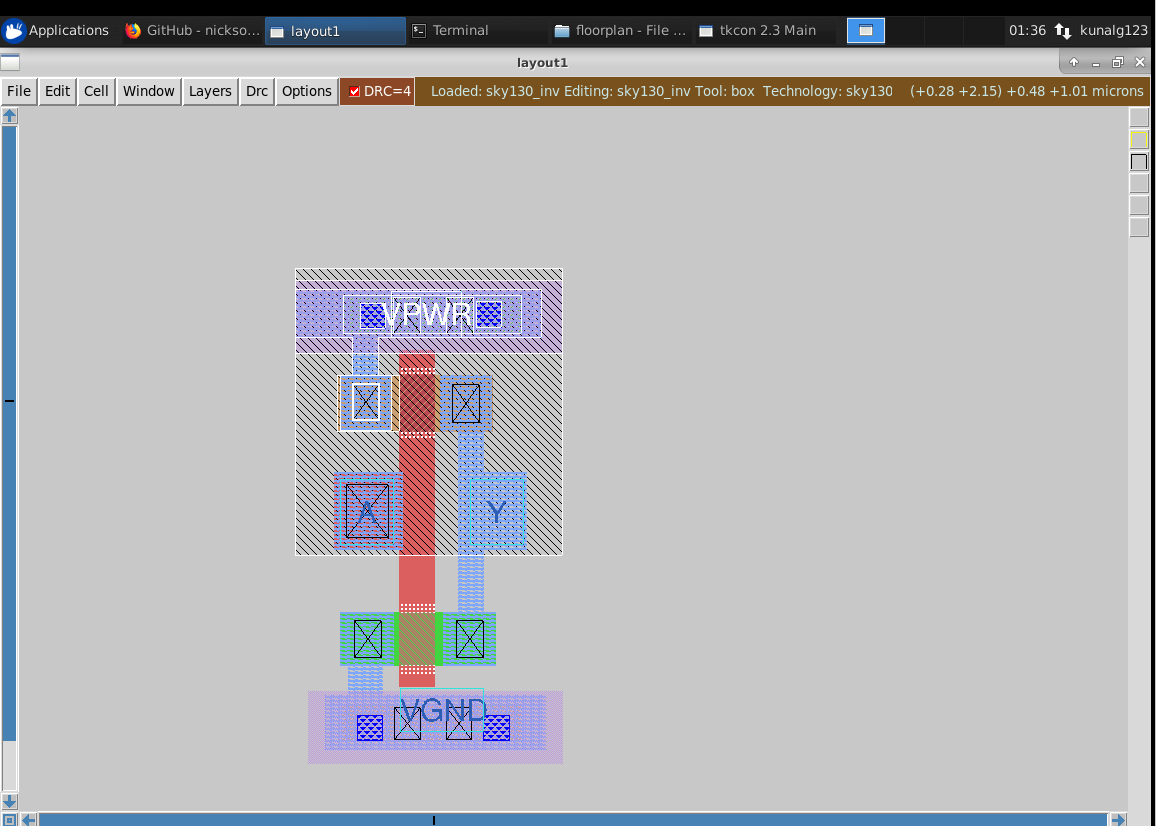 Applications GitHub - nickso... layout1 Terminal floorplan - File ... tkcon 2.3 Main 01:36 kunalg123
layout1
File Edit Cell Window Layers Drc Options DRC=4 Loaded: sky130_inv Editing: sky130_inv Tool: box Technology: sky130 (+0.28 +2.15) +0.48 +1.01 microns
VPWR
A Y
VGND